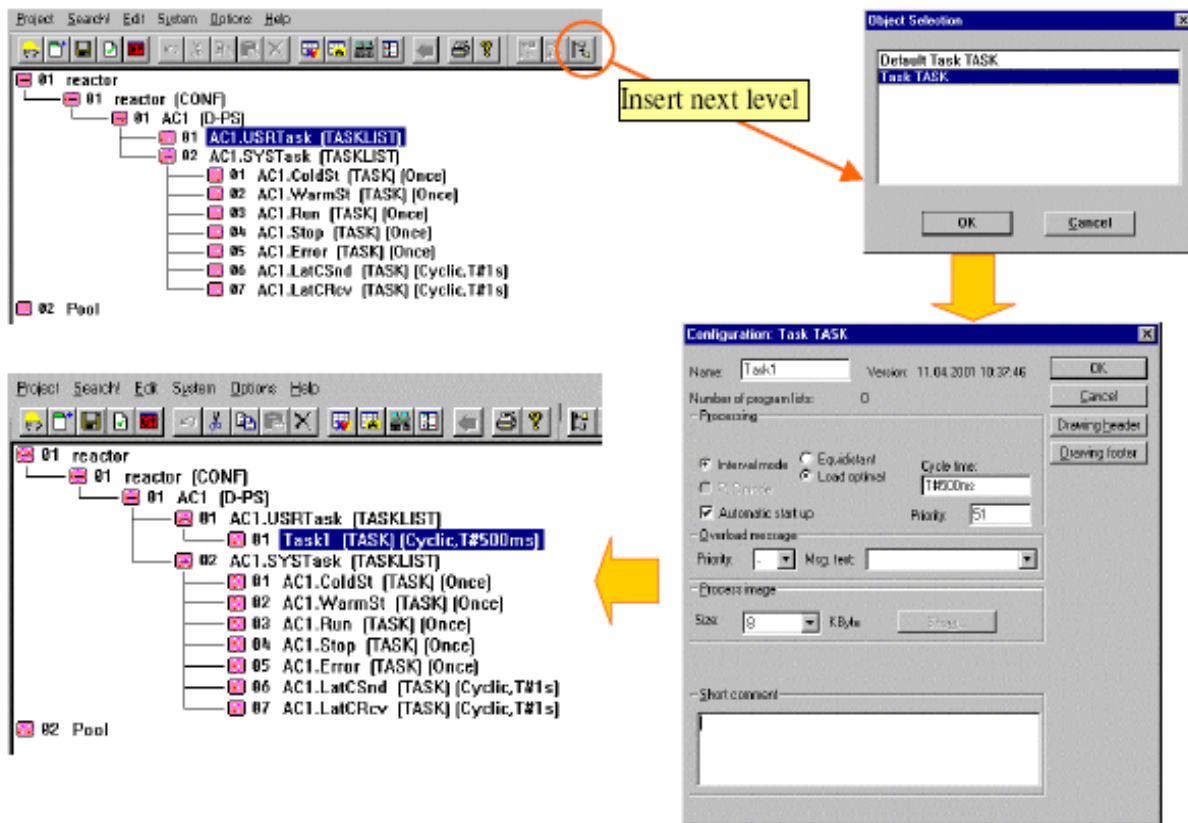 Project Search! Edit System Options Help
01 reactor
01 reactor (CONF)
01 AC1 (D-PS)
01 AC1.USRTask (TASKLIST)
02 AC1.SYSTask (TASKLIST)
01 AC1.ColdSt (TASK) (Once)
02 AC1.WarmSt (TASK) (Once)
03 AC1.Run (TASK) (Once)
04 AC1.Stop (TASK) (Once)
05 AC1.Error (TASK) (Once)
06 AC1.LatCSnd (TASK) (Cyclic,T#1s)
07 AC1.LatCRcv (TASK) (Cyclic,T#1s)
02 Pool
Insert next level
Object Selection
Default Task TASK
Task TASK
OK Cancel
Configuration: Task TASK
Name: Task1 Version: 11.04.2001 10:37:46 OK
Number of program lists: 0 Cancel
Processing Drawing header
Interval mode Equidistant Cycle time: Drawing footer
Load optimal T#500ms
Automatic start up Priority: 51
Overload message
Priority: - Msg. text:
Process image
Size: 8 KByte
Short comment
Project Search! Edit System Options Help
01 reactor
01 reactor (CONF)
01 AC1 (D-PS)
01 AC1.USRTask (TASKLIST)
01 Task1 (TASK) (Cyclic,T#500ms)
02 AC1.SYSTask (TASKLIST)
01 AC1.ColdSt (TASK) (Once)
02 AC1.WarmSt (TASK) (Once)
03 AC1.Run (TASK) (Once)
04 AC1.Stop (TASK) (Once)
05 AC1.Error (TASK) (Once)
06 AC1.LatCSnd (TASK) (Cyclic,T#1s)
07 AC1.LatCRcv (TASK) (Cyclic,T#1s)
02 Pool